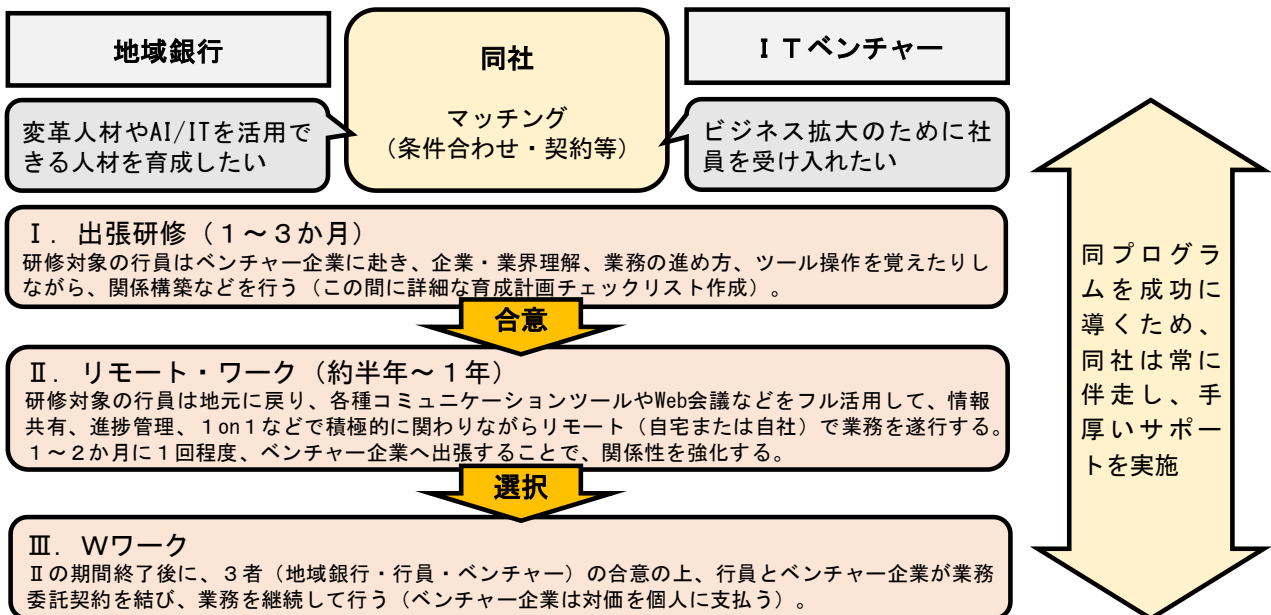 地域銀行
同社
ＩＴベンチャー
マッチング
（条件合わせ・契約等）
変革人材やAI/ITを活用で
きる人材を育成したい
ビジネス拡大のために社
員を受け入れたい
Ⅰ．出張研修（１～３か月）
研修対象の行員はベンチャー企業に赴き、企業・業界理解、業務の進め方、ツール操作を覚えたりし
ながら、関係構築などを行う（この間に詳細な育成計画チェックリスト作成）。
合意
Ⅱ．リモート・ワーク（約半年～１年）
研修対象の行員は地元に戻り、各種コミュニケーションツールやWeb会議などをフル活用して、情報
共有、進捗管理、１on１などで積極的に関わりながらリモート（自宅または自社）で業務を遂行する。
１～２か月に１回程度、ベンチャー企業へ出張することで、関係性を強化する。
選択
Ⅲ．Ｗワーク
Ⅱの期間終了後に、３者（地域銀行・行員・ベンチャー）の合意の上、行員とベンチャー企業が業務
委託契約を結び、業務を継続して行う（ベンチャー企業は対価を個人に支払う）。
同プログラ
ムを成功に
導くため、
同社は常に
伴走し、手
厚いサポー
トを実施